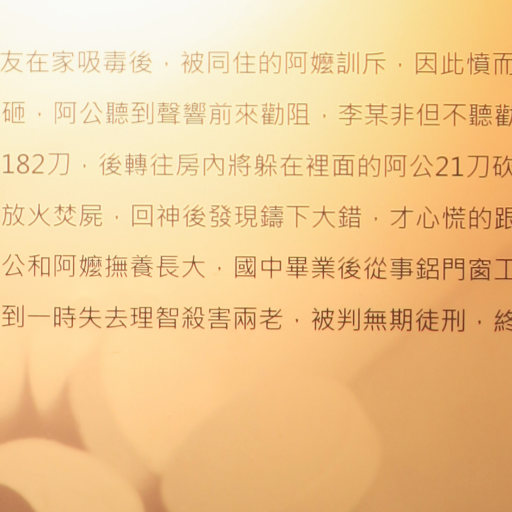 友在家吸毒後，被同住的阿嬤訓斥，因此憤而
砸，阿公聽到聲響前來勸阻，李某非但不聽勸
182刀，後轉往房內將躲在裡面的阿公21刀砍
放火焚屍，回神後發現鑄下大錯，才心慌的跟
公和阿嬤撫養長大，國中畢業後從事鋁門窗工
到一時失去理智殺害兩老，被判無期徒刑，終